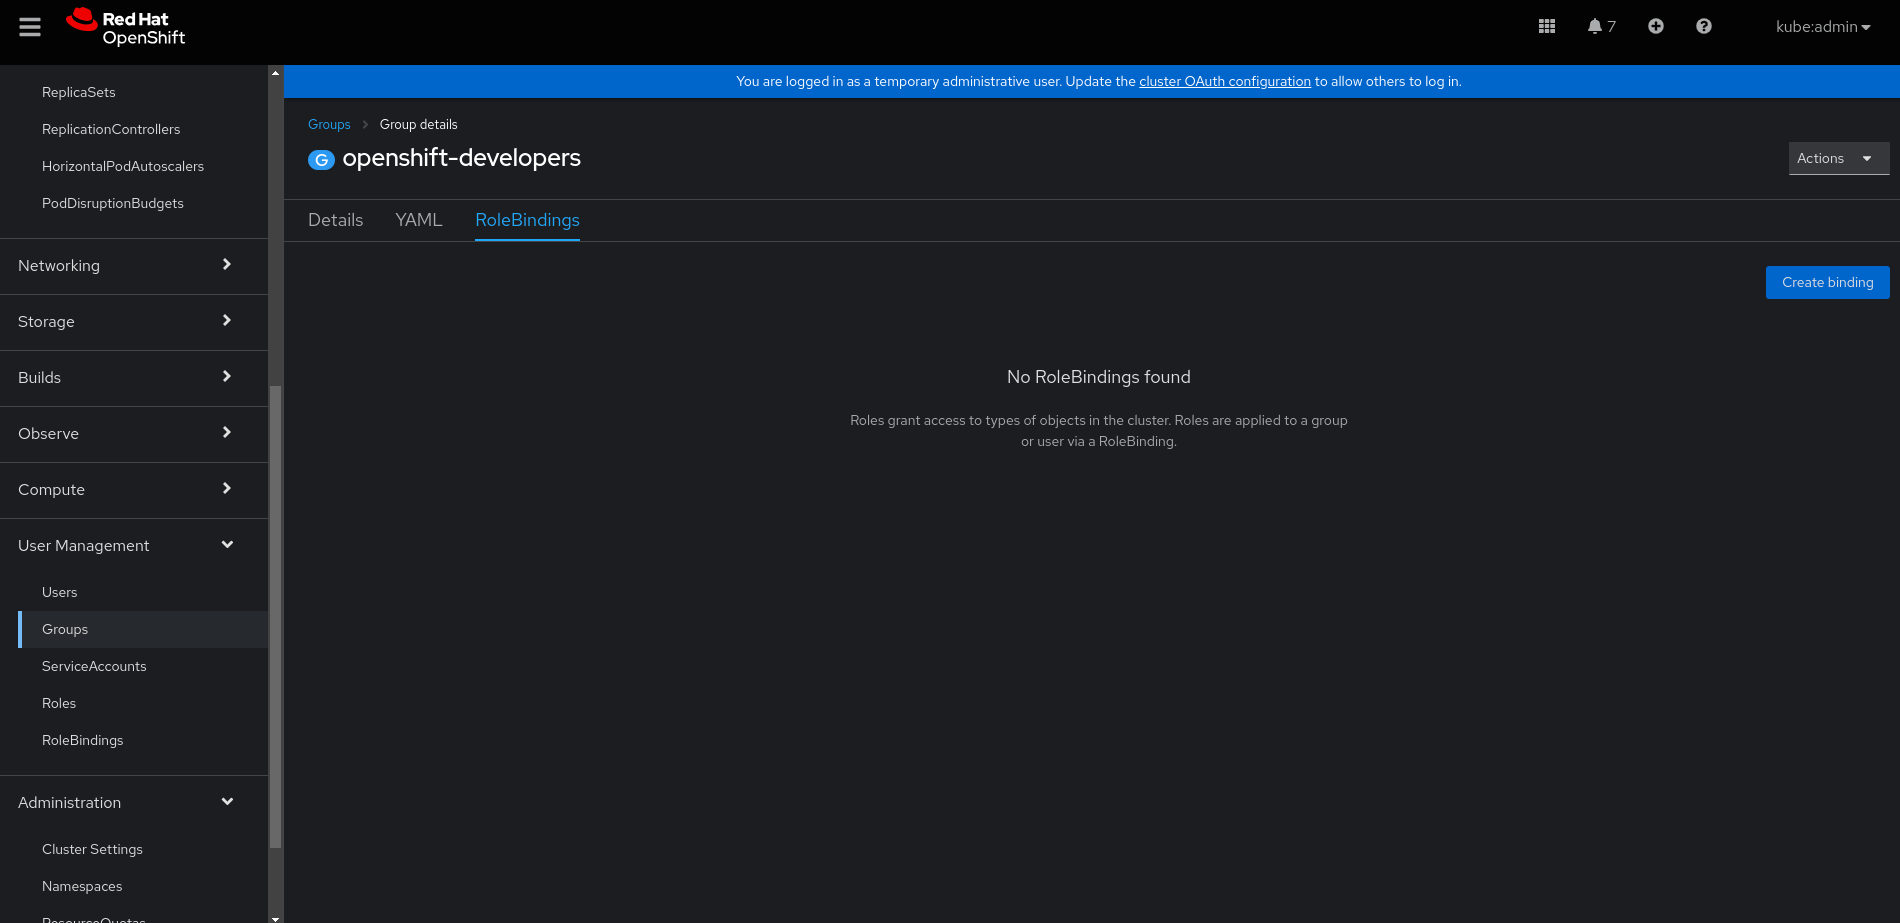 Red Hat
OpenShift
7
kube:admin
ReplicaSets
ReplicationControllers
HorizontalPodAutoscalers
PodDisruptionBudgets
Networking
Storage
Builds
Observe
Compute
User Management
Users
Groups
ServiceAccounts
Roles
RoleBindings
Administration
Cluster Settings
Namespaces
ResourceQuotas
You are logged in as a temporary administrative user. Update the cluster OAuth configuration to allow others to log in.
Groups
Group details
G openshift-developers
Actions
Details YAML RoleBindings
Create binding
No RoleBindings found
Roles grant access to types of objects in the cluster. Roles are applied to a group
or user via a RoleBinding.